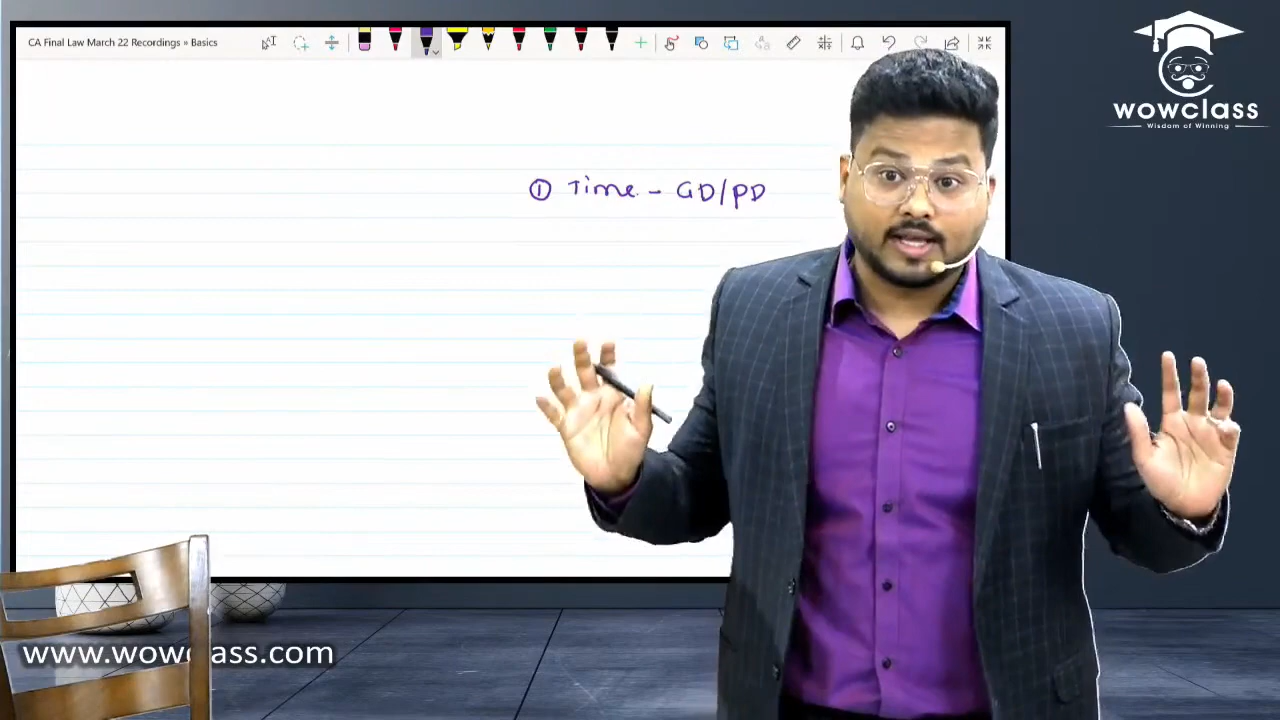 CA Final Law March 22 Recordings » Basics
wowclass
Wisdom of Winning
① Time - GD/PD
www.wowclass.com